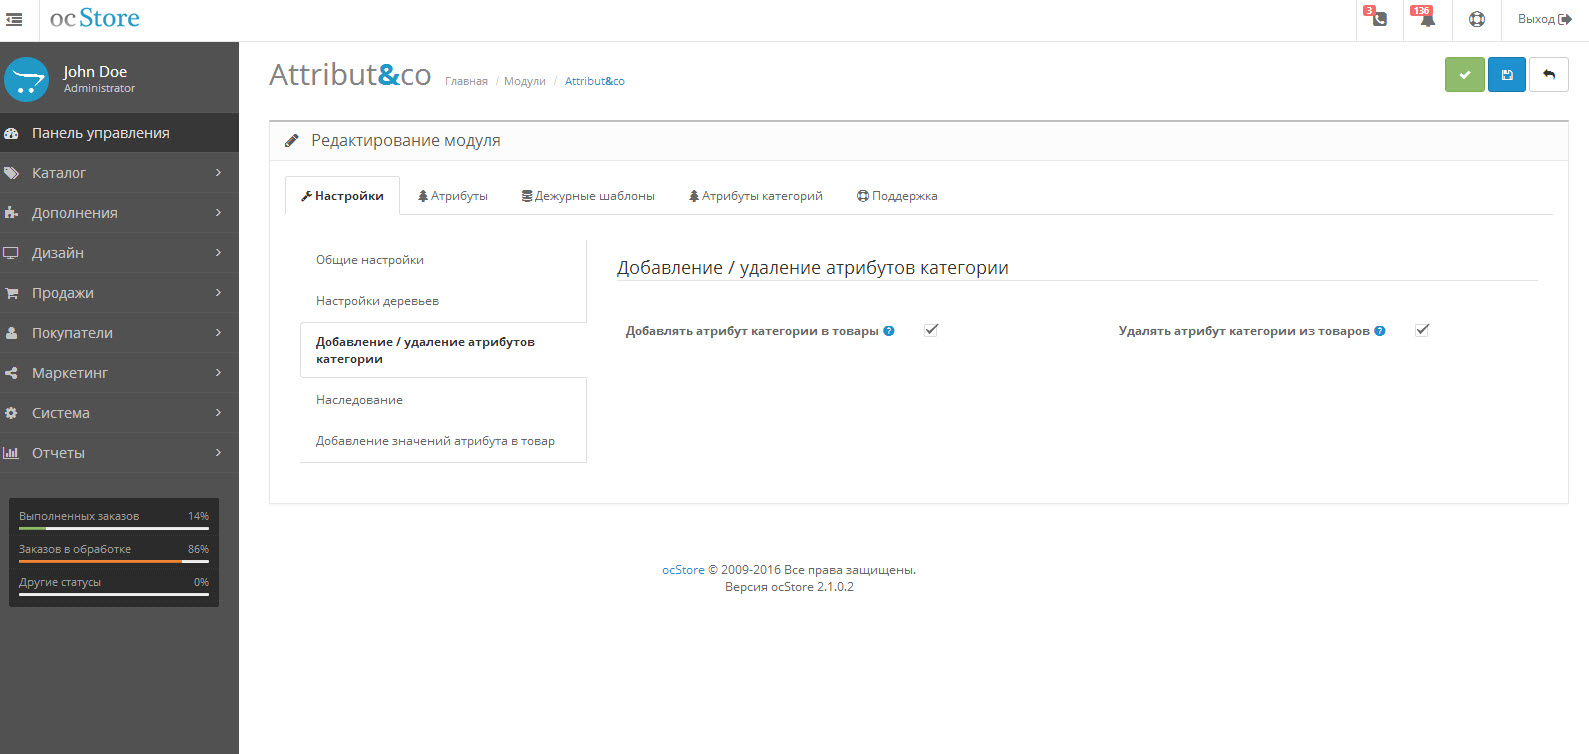 ocStore
3
136
Выход
John Doe
Administrator
Панель управления
Каталог
Дополнения
Дизайн
Продажи
Покупатели
Маркетинг
Система
Отчеты
Выполненных заказов 14%
Заказов в обработке 86%
Другие статусы 0%
Attribut&co
Главная / Модули / Attribut&co
Редактирование модуля
Настройки
Атрибуты
Дежурные шаблоны
Атрибуты категорий
Поддержка
Общие настройки
Настройки деревьев
Добавление / удаление атрибутов
категории
Наследование
Добавление значений атрибута в товар
Добавление / удаление атрибутов категории
Добавлять атрибут категории в товары
Удалять атрибут категории из товаров
ocStore © 2009-2016 Все права защищены.
Версия ocStore 2.1.0.2